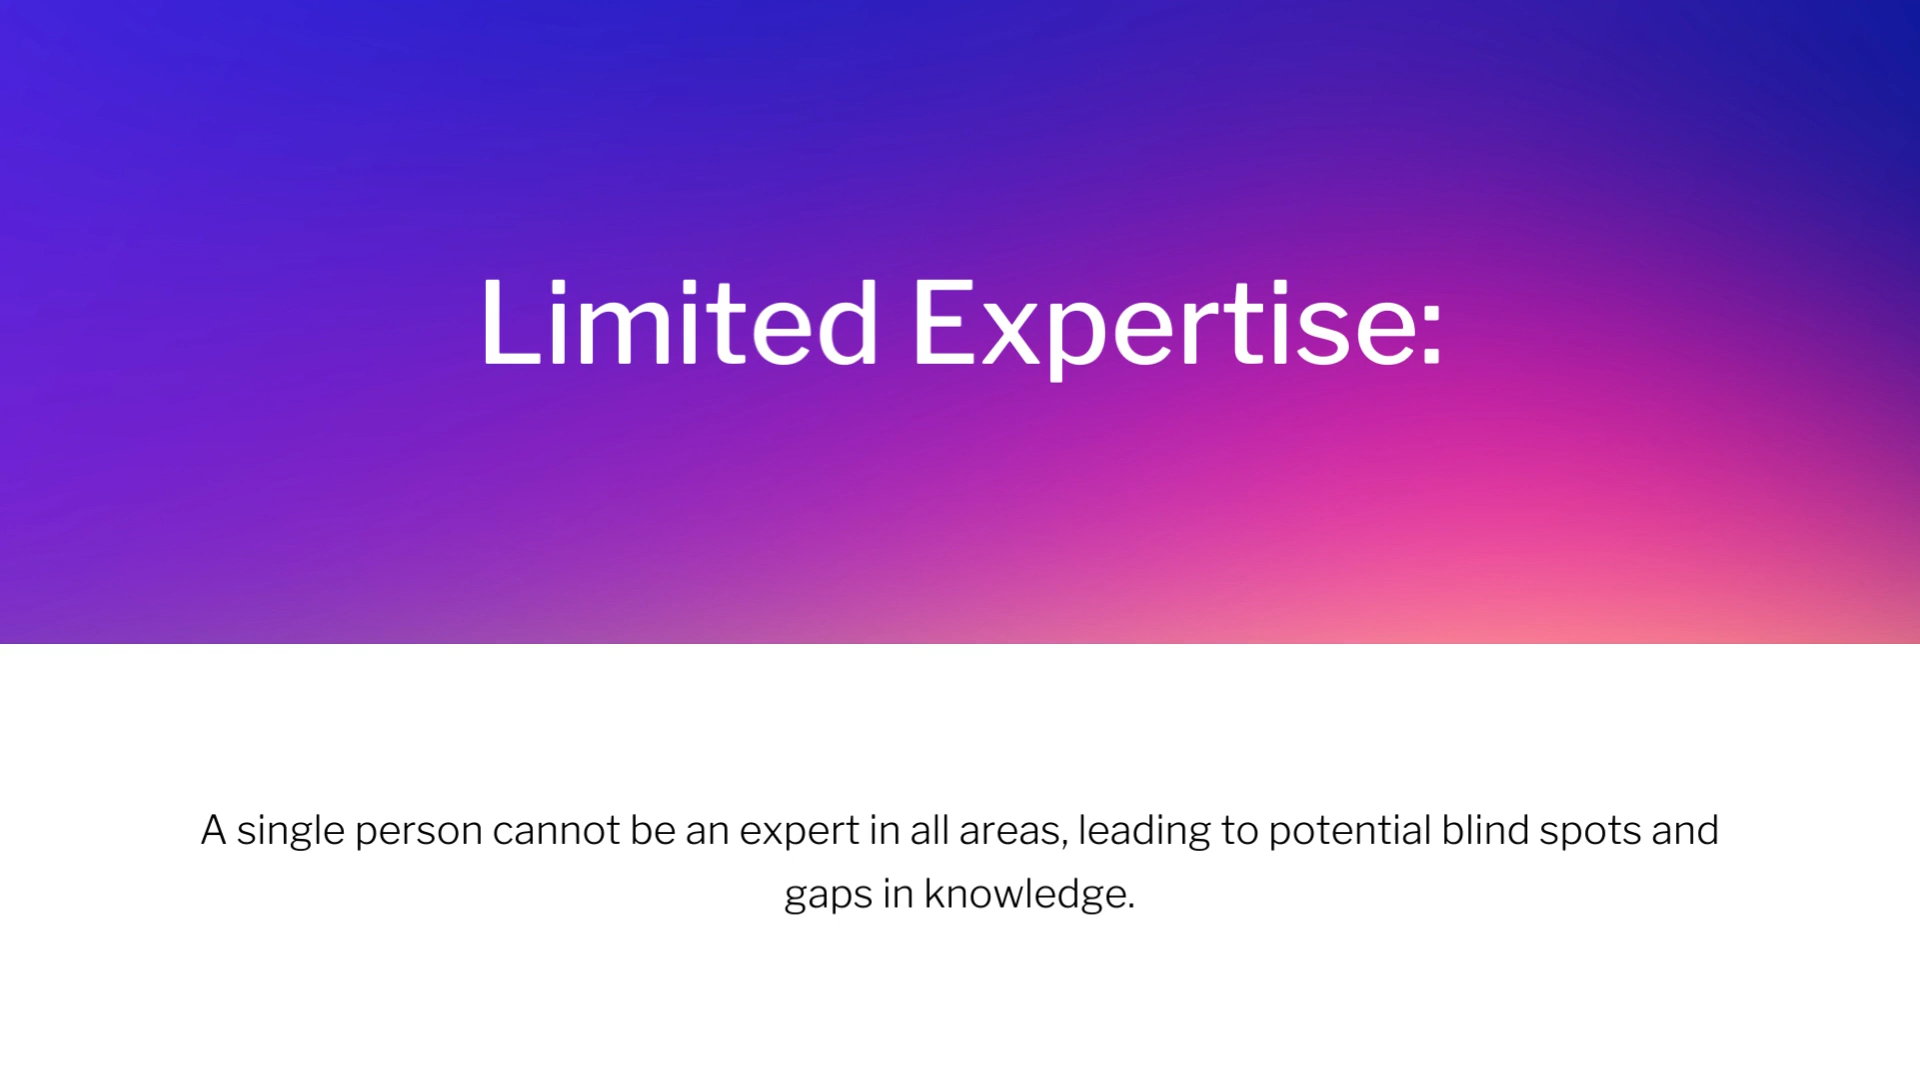 Limited Expertise:
A single person cannot be an expert in all areas, leading to potential blind spots and
gaps in knowledge.